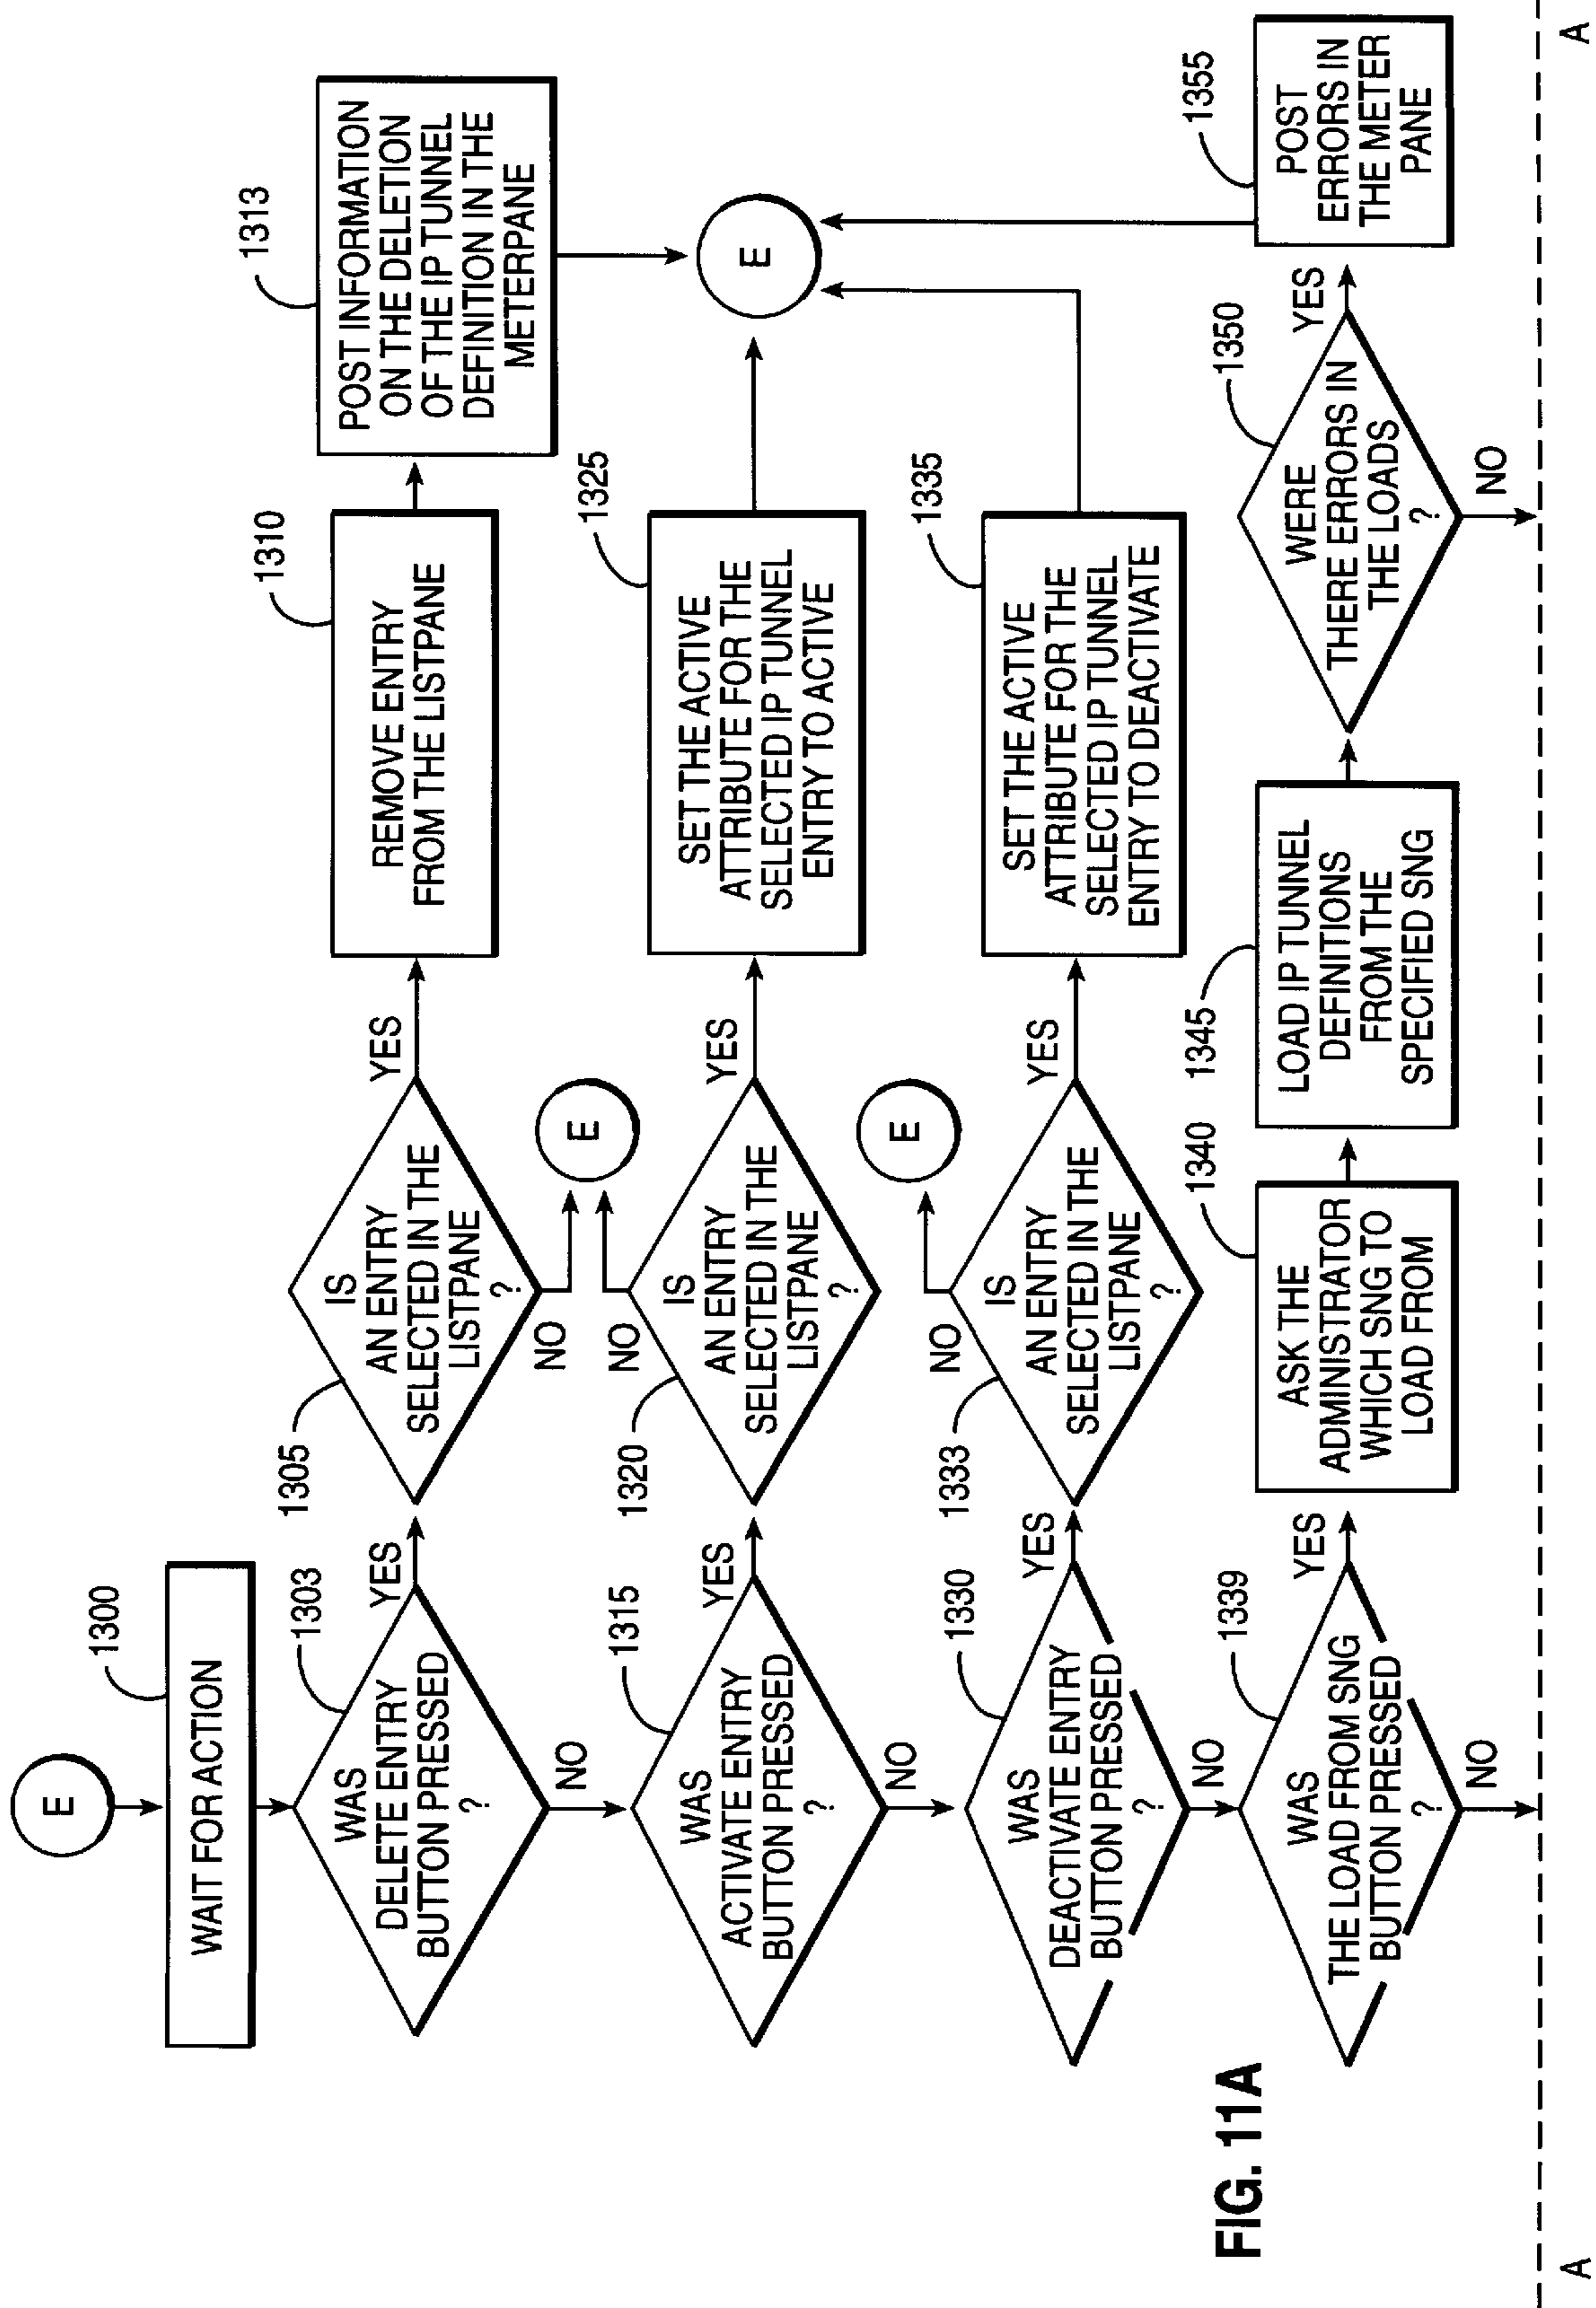 E
1300
WAIT FOR ACTION
1303
WAS
DELETE ENTRY
BUTTON PRESSED
?
YES
NO
1305
IS
AN ENTRY
SELECTED IN THE
LISTPANE
?
YES
NO
E
1310
REMOVE ENTRY
FROM THE LISTPANE
1313
POST INFORMATION
ON THE DELETION
OF THE IP TUNNEL
DEFINITION IN THE
METERPANE
1315
WAS
ACTIVATE ENTRY
BUTTON PRESSED
?
YES
NO
1320
IS
AN ENTRY
SELECTED IN THE
LISTPANE
?
YES
NO
1325
SET THE ACTIVE
ATTRIBUTE FOR THE
SELECTED IP TUNNEL
ENTRY TO ACTIVE
E
1330
WAS
DEACTIVATE ENTRY
BUTTON PRESSED
?
YES
NO
1333
IS
AN ENTRY
SELECTED IN THE
LISTPANE
?
YES
NO
E
1335
SET THE ACTIVE
ATTRIBUTE FOR THE
SELECTED IP TUNNEL
ENTRY TO DEACTIVATE
1339
WAS
THE LOAD FROM SNG
BUTTON PRESSED
?
YES
NO
1340
ASK THE
ADMINISTRATOR
WHICH SNG TO
LOAD FROM
1345
LOAD IP TUNNEL
DEFINITIONS
FROM THE
SPECIFIED SNG
1350
WERE
THERE ERRORS IN
THE LOADS
?
YES
NO
1355
POST
ERRORS IN
THE METER
PANE
FIG. 11A
A
A